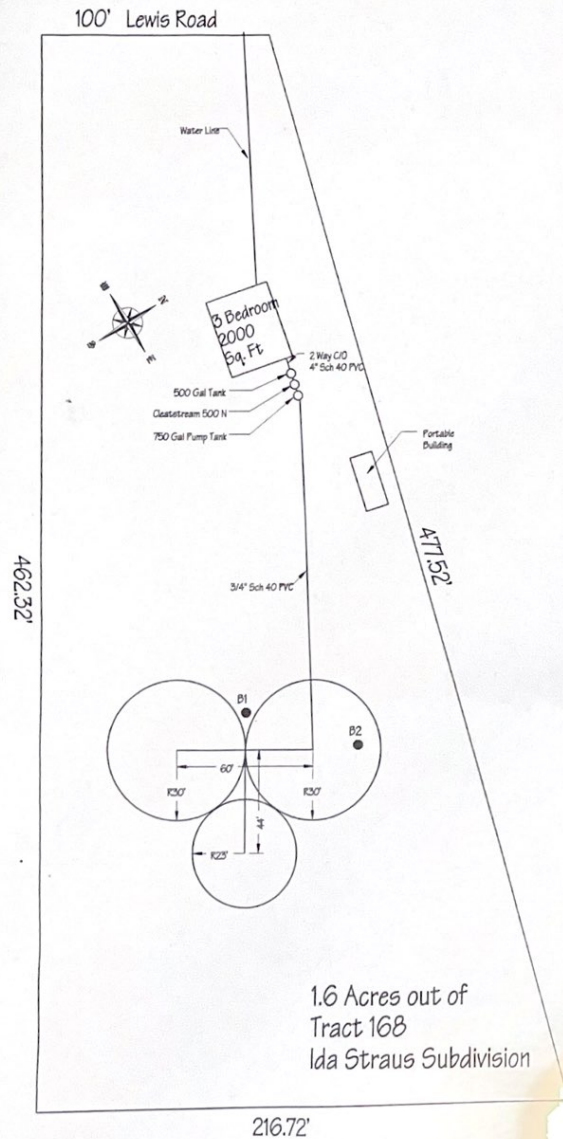 100' Lewis Road
Water Line
N
E
3 Bedroom
2000
Sq. Ft
2 Way C/O
4" Sch 40 PVC
500 Gal Tank
Cleatstream 500 N
750 Gal Pump Tank
Portable
Building
477.52'
462.32'
3/4" Sch 40 PVC
B1
B2
60'
R30'
R30'
44'
R23'
1.6 Acres out of
Tract 168
Ida Straus Subdivision
216.72'